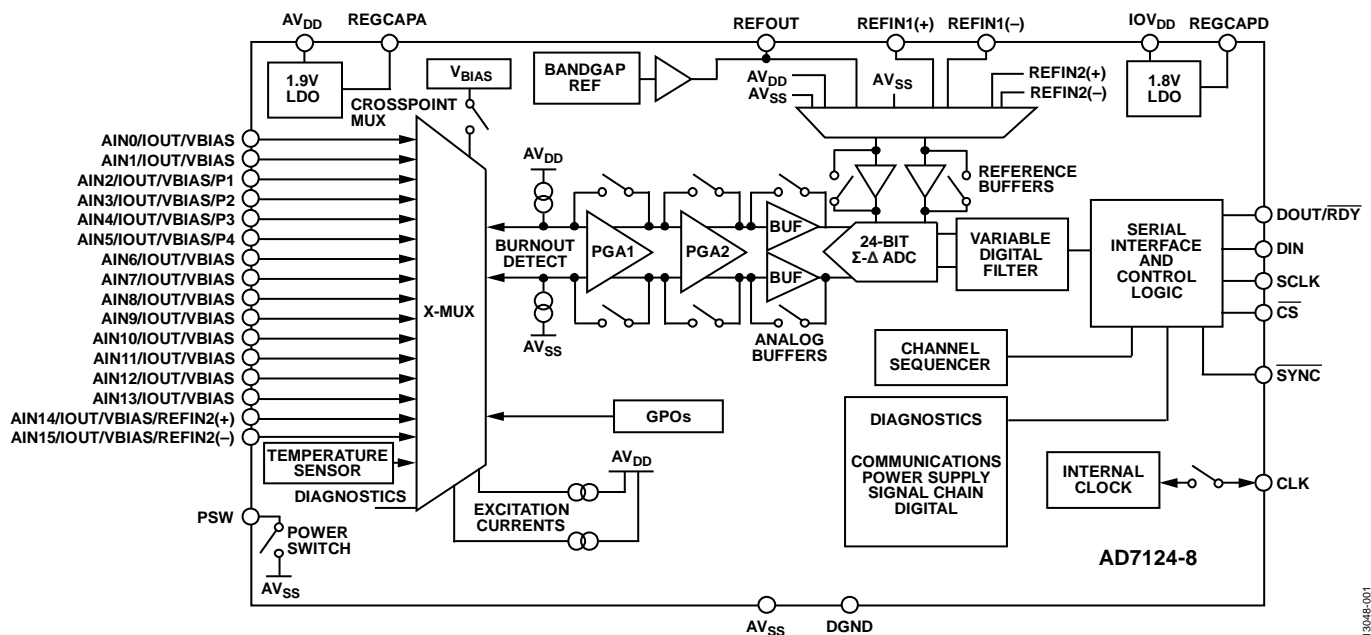 AVDD
REGCAPA
REFOUT
REFIN1(+)
REFIN1(–)
IOVDD
REGCAPD
1.9V
LDO
VBIAS
BANDGAP
REF
AVDD
AVSS
AVSS
REFIN2(+)
REFIN2(–)
1.8V
LDO
CROSSPOINT
MUX
AIN0/IOUT/VBIAS
AIN1/IOUT/VBIAS
AIN2/IOUT/VBIAS/P1
AIN3/IOUT/VBIAS/P2
AIN4/IOUT/VBIAS/P3
AIN5/IOUT/VBIAS/P4
AIN6/IOUT/VBIAS
AIN7/IOUT/VBIAS
AIN8/IOUT/VBIAS
AIN9/IOUT/VBIAS
AIN10/IOUT/VBIAS
AIN11/IOUT/VBIAS
AIN12/IOUT/VBIAS
AIN13/IOUT/VBIAS
AIN14/IOUT/VBIAS/REFIN2(+)
AIN15/IOUT/VBIAS/REFIN2(–)
X-MUX
AVDD
BURNOUT
DETECT
AVSS
PGA1
PGA2
BUF
BUF
ANALOG
BUFFERS
REFERENCE
BUFFERS
24-BIT
Σ-Δ ADC
VARIABLE
DIGITAL
FILTER
SERIAL
INTERFACE
AND
CONTROL
LOGIC
DOUT/RDY
DIN
SCLK
CS
SYNC
CHANNEL
SEQUENCER
GPOs
DIAGNOSTICS
COMMUNICATIONS
POWER SUPPLY
SIGNAL CHAIN
DIGITAL
TEMPERATURE
SENSOR
DIAGNOSTICS
AVDD
EXCITATION
CURRENTS
INTERNAL
CLOCK
CLK
PSW
POWER
SWITCH
AVSS
AD7124-8
AVSS
DGND
13048-001